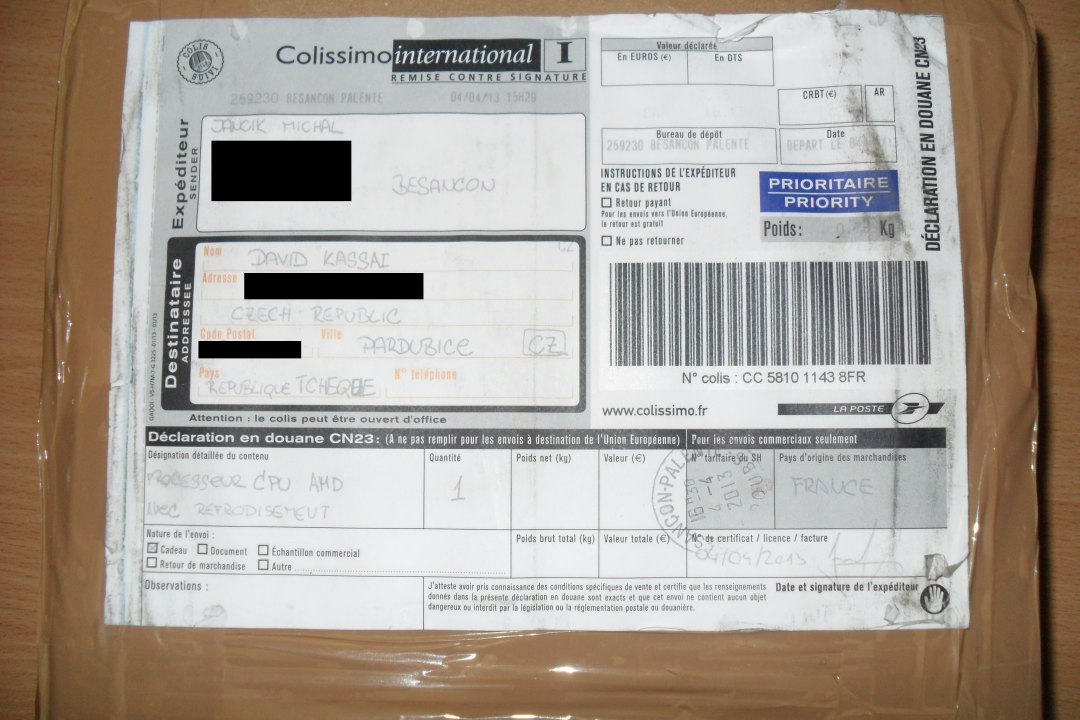 COLIS SUIVI
Colissimo international I
REMISE CONTRE SIGNATURE
259230 BESANCON PALENTE 04/04/13 15H29
Expéditeur
SENDER
JANCIK MICHAL
BESANCON
Destinataire
ADDRESSEE
CZ
Nom DAVID KASSAI
Adresse
CZECH REPUBLIC
Code Postal Ville PARDUBICE CZ
Pays N° téléphone
REPUBLIQUE TCHEQUE
Attention : le colis peut être ouvert d'office
Valeur déclarée
En EUROS (€) En DTS
CRBT (€) AR
Bureau de dépôt Date
259230 BESANCON PALENTE DEPART LE
INSTRUCTIONS DE L'EXPÉDITEUR
EN CAS DE RETOUR
Retour payant
Pour les envois vers l'Union Européenne,
le retour est gratuit
Ne pas retourner
PRIORITAIRE
PRIORITY
Poids : Kg
DÉCLARATION EN DOUANE CN23
N° colis : CC 5810 1143 8FR
www.colissimo.fr LA POSTE
Déclaration en douane CN23 : (A ne pas remplir pour les envois à destination de l'Union Européenne) Pour les envois commerciaux seulement
Désignation détaillée du contenu Quantité Poids net (kg) Valeur (€) N° tarifaire du SH Pays d'origine des marchandises
PROCESSEUR CPU AMD 1 FRANCE
AVEC REFRODISEMENT
16H30
4-4
2013
Nature de l'envoi : Poids brut total (kg) Valeur totale (€) N° de certificat / licence / facture
Cadeau Document Échantillon commercial
Retour de marchandise Autre
04/04/2013
Observations :
J'atteste avoir pris connaissance des conditions spécifiques de vente et certifie que les renseignements
donnés dans la présente déclaration en douane sont exacts et que cet envoi ne contient aucun objet
dangereux ou interdit par la législation ou la réglementation postale ou douanière.
Date et signature de l'expéditeur